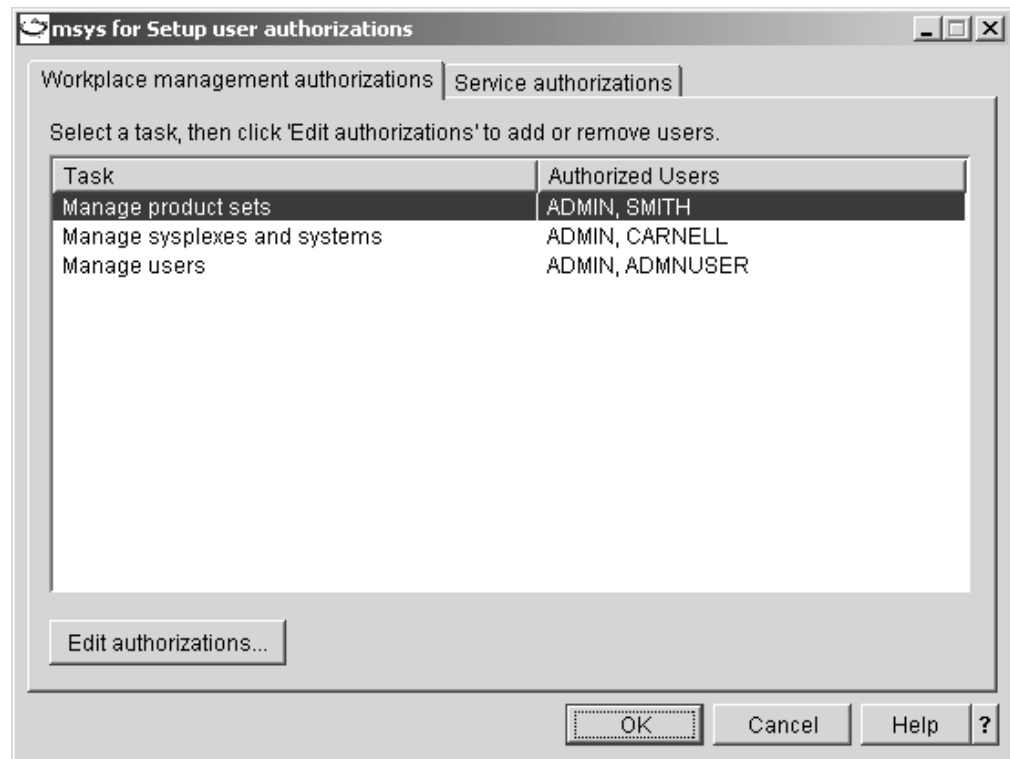 msys for Setup user authorizations
Workplace management authorizations Service authorizations
Select a task, then click 'Edit authorizations' to add or remove users.
Task Authorized Users
Manage product sets ADMIN, SMITH
Manage sysplexes and systems ADMIN, CARNELL
Manage users ADMIN, ADMNUSER
Edit authorizations...
OK Cancel Help ?